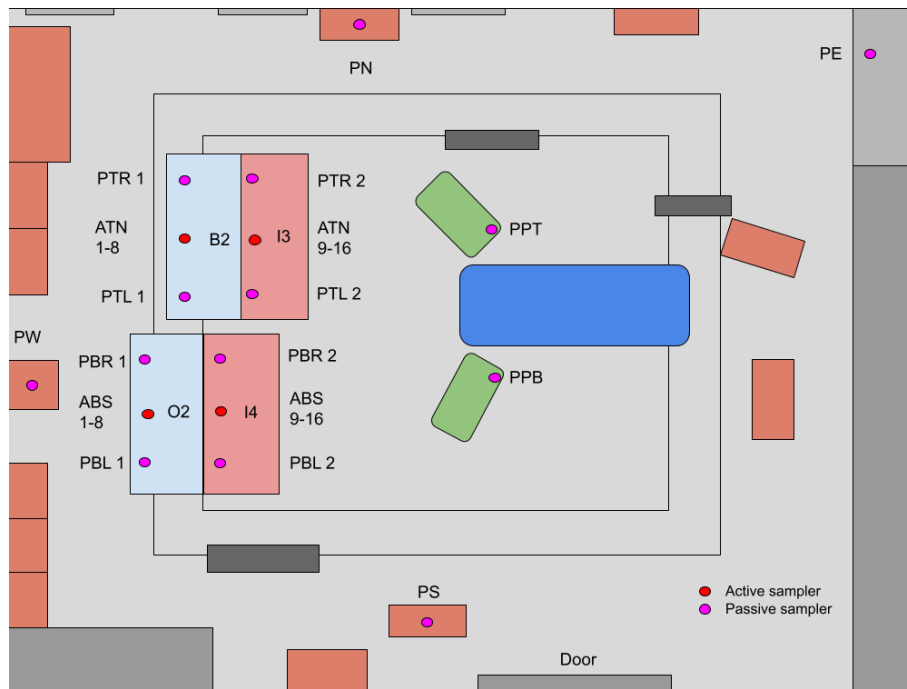 PE
PN
PTR 1
PTR 2
ATN
1-8
B2
I3
ATN
9-16
PPT
PTL 1
PTL 2
PW
PBR 1
PBR 2
PPB
ABS
1-8
O2
I4
ABS
9-16
PBL 1
PBL 2
PS
Active sampler
Passive sampler
Door